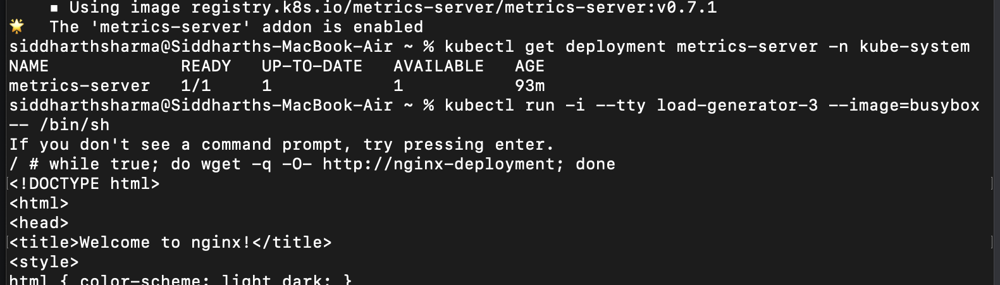 ▪ Using image registry.k8s.io/metrics-server/metrics-server:v0.7.1
🌟 The 'metrics-server' addon is enabled
siddharthsharma@Siddharths-MacBook-Air ~ % kubectl get deployment metrics-server -n kube-system
NAME READY UP-TO-DATE AVAILABLE AGE
metrics-server 1/1 1 1 93m
siddharthsharma@Siddharths-MacBook-Air ~ % kubectl run -i --tty load-generator-3 --image=busybox
-- /bin/sh
If you don't see a command prompt, try pressing enter.
/ # while true; do wget -q -O- http://nginx-deployment; done
<!DOCTYPE html>
<html>
<head>
<title>Welcome to nginx!</title>
<style>
html { color-scheme: light dark; }